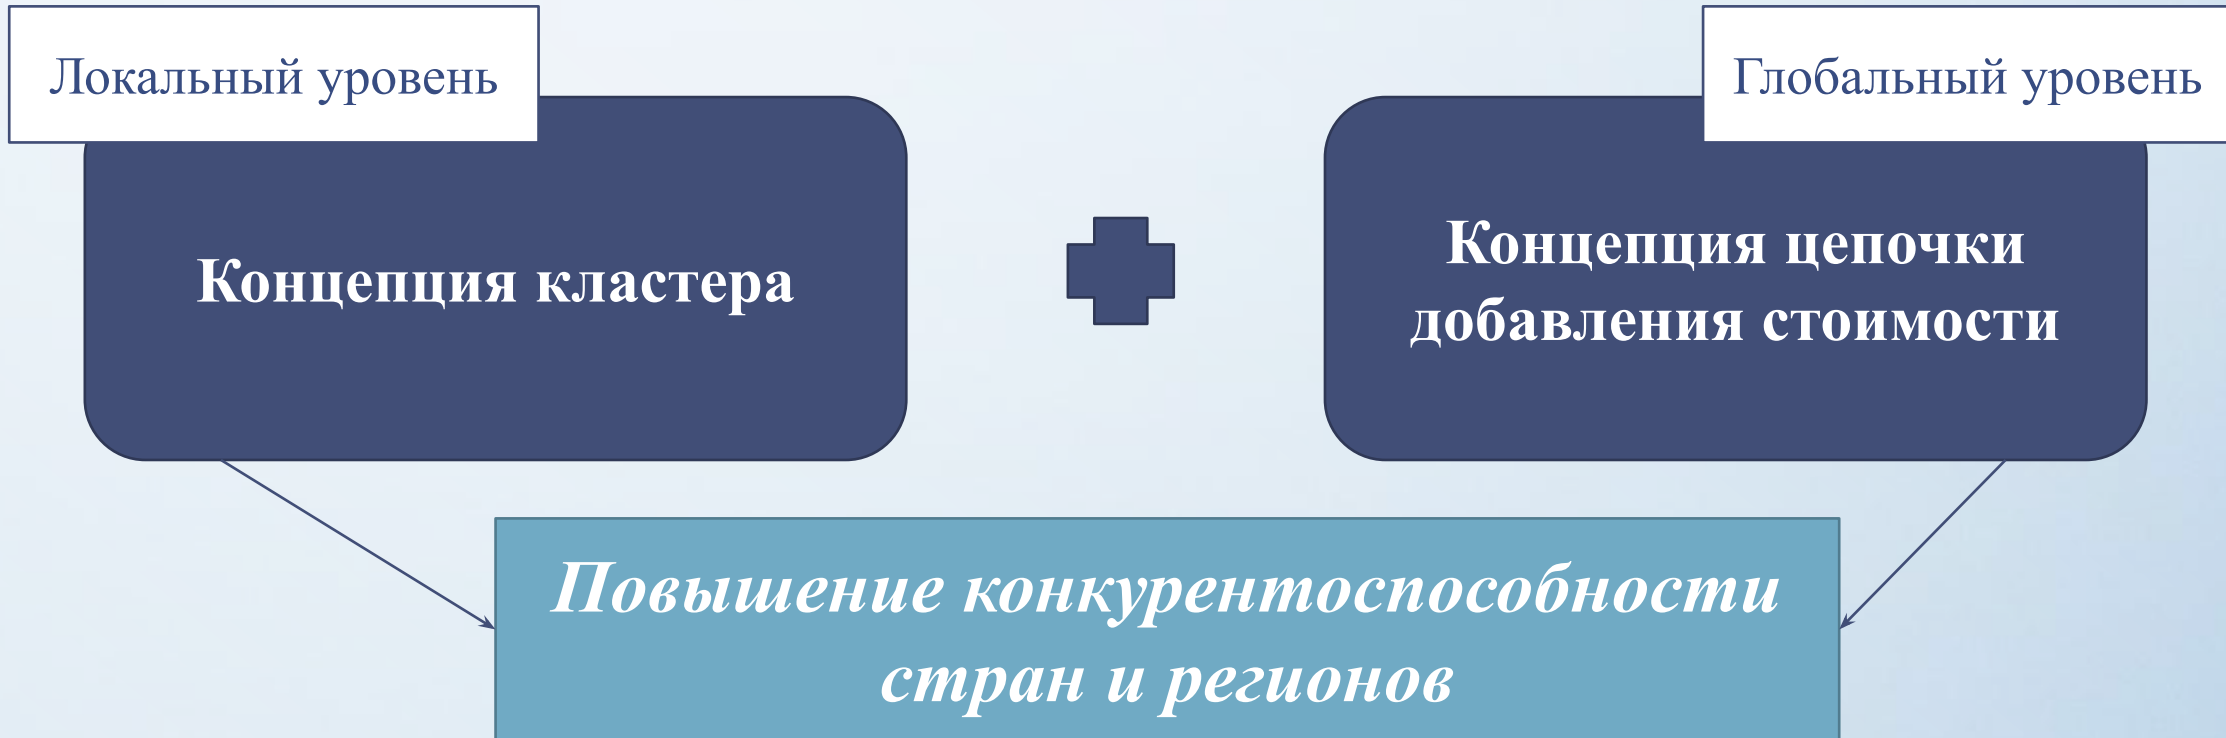 Локальный уровень
Глобальный уровень
Концепция кластера
Концепция цепочки
добавления стоимости
Повышение конкурентоспособности
стран и регионов